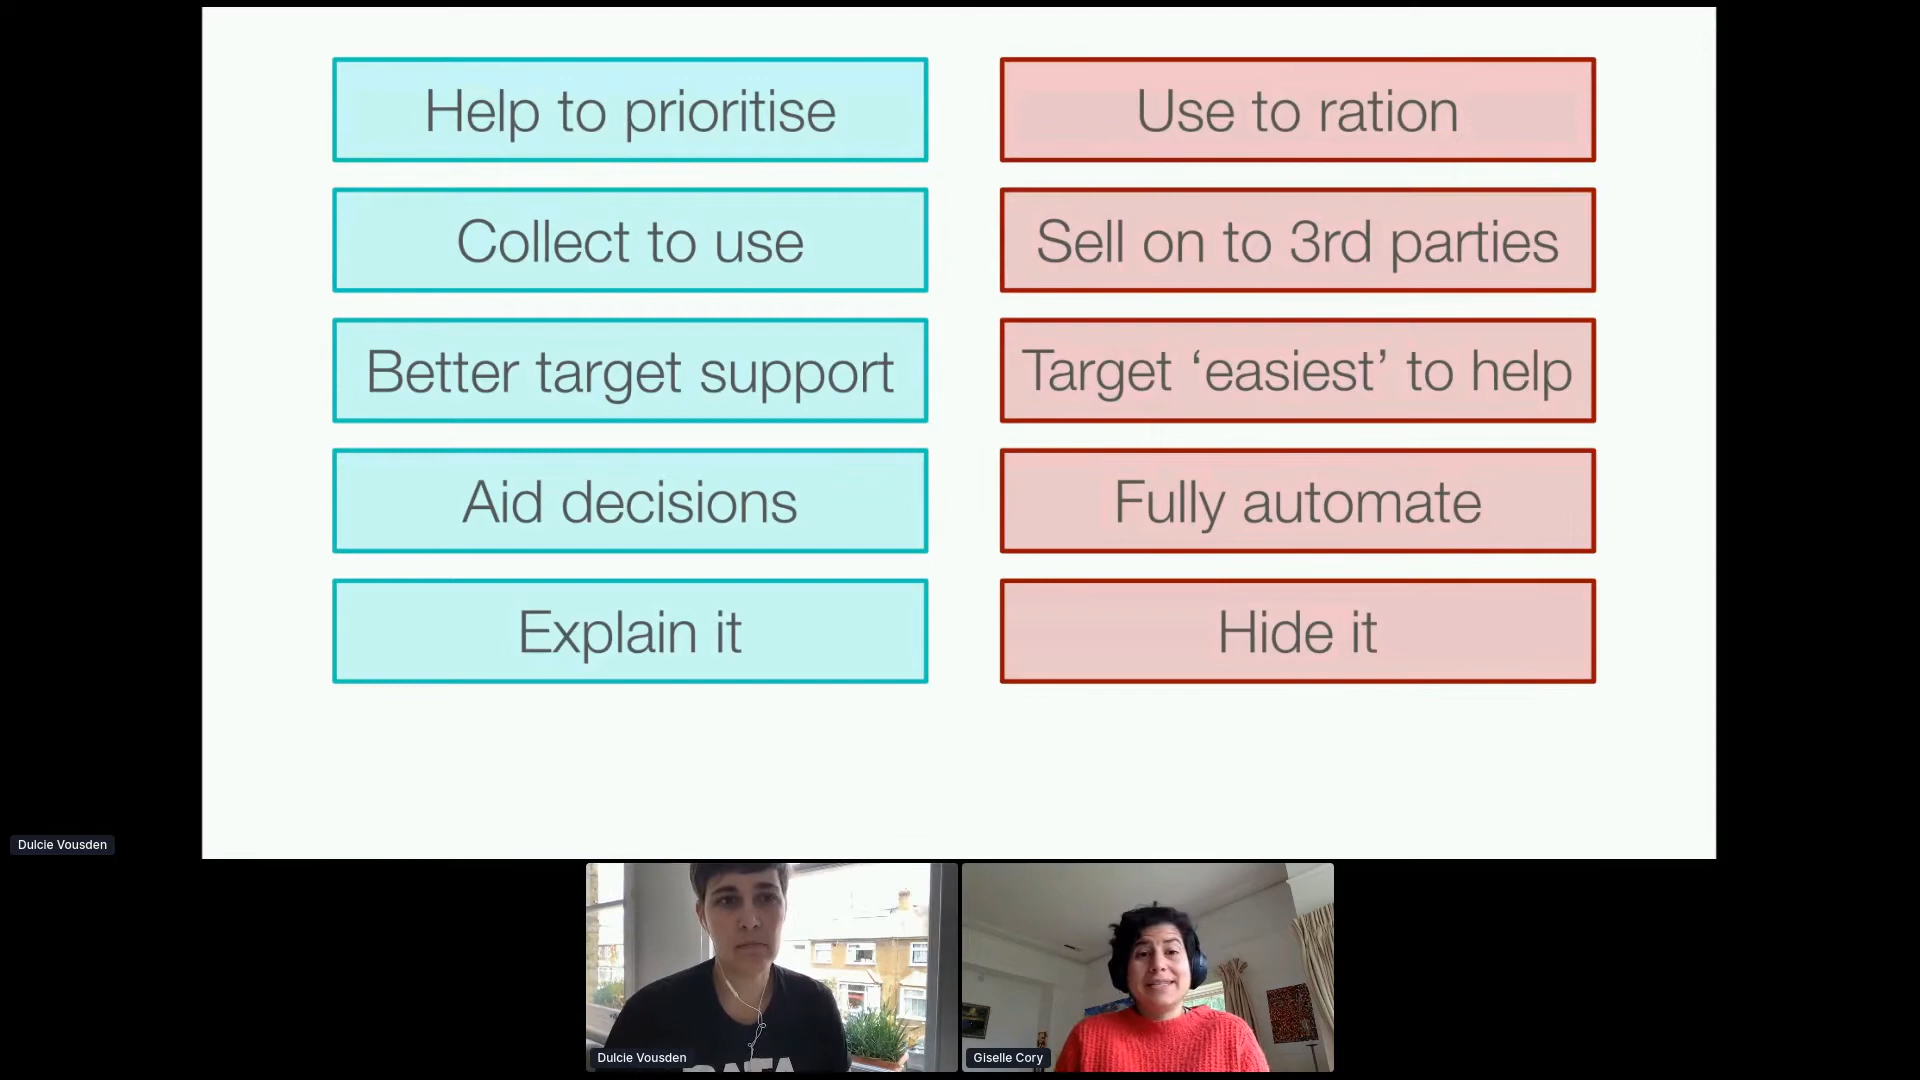 Help to prioritise
Use to ration
Collect to use
Sell on to 3rd parties
Better target support
Target ‘easiest’ to help
Aid decisions
Fully automate
Explain it
Hide it
Dulcie Vousden
Dulcie Vousden
Giselle Cory